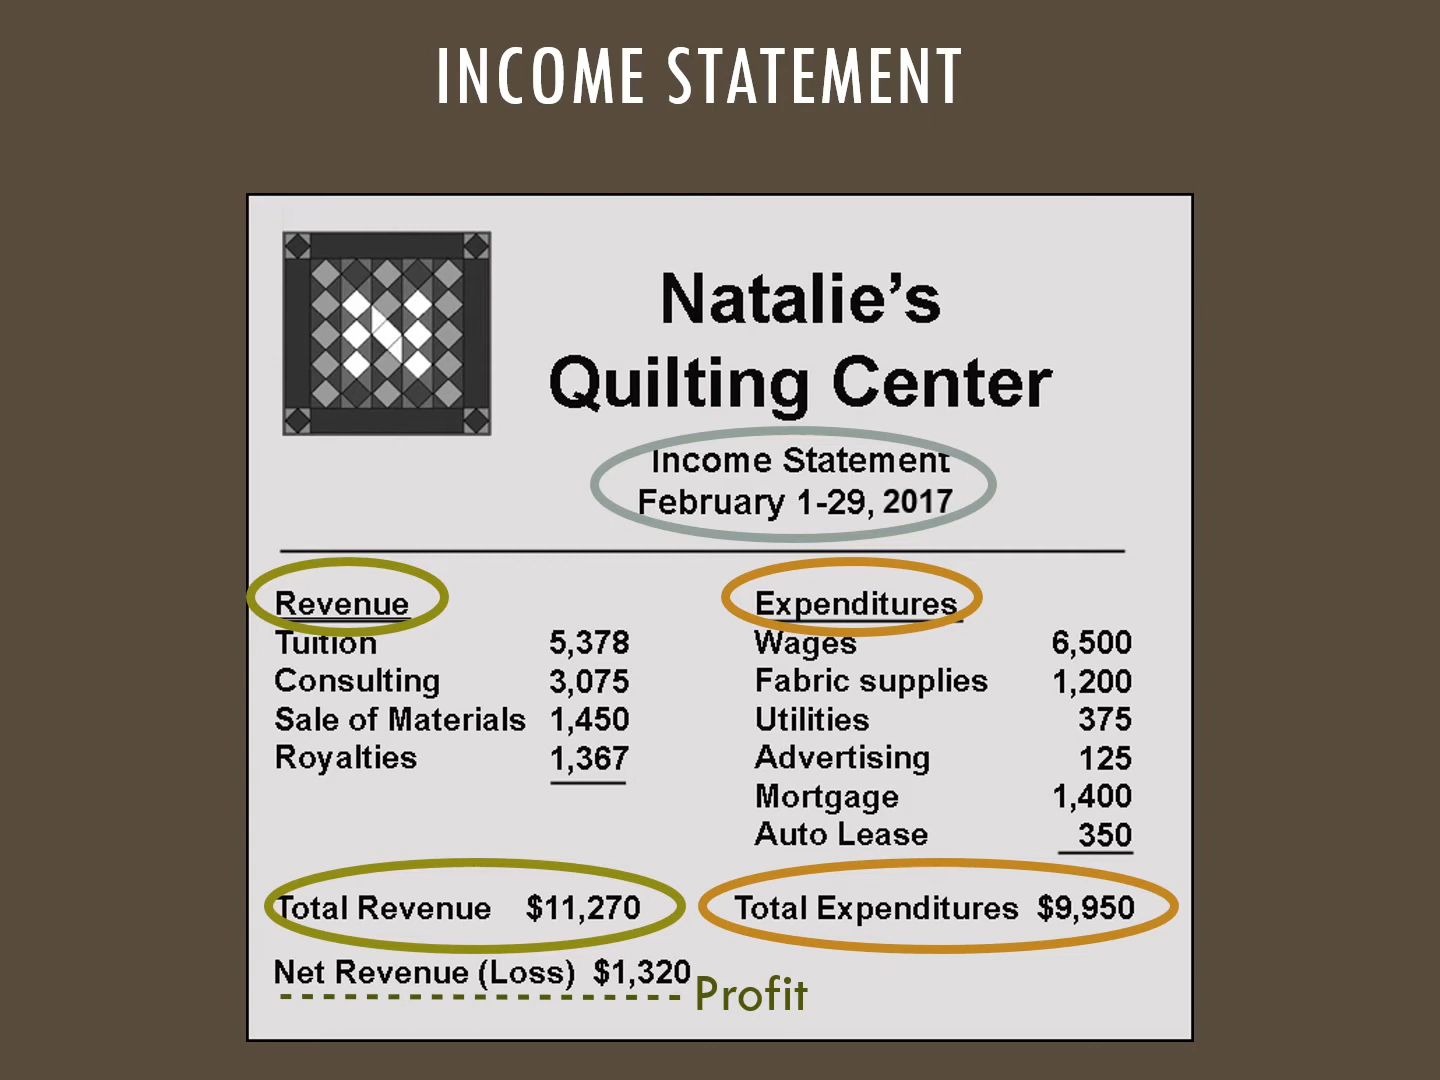 INCOME STATEMENT
Natalie's
Quilting Center
Income Statement
February 1-29, 2017
Revenue
Tuition 5,378
Consulting 3,075
Sale of Materials 1,450
Royalties 1,367
Total Revenue $11,270
Net Revenue (Loss) $1,320 Profit
Expenditures
Wages 6,500
Fabric supplies 1,200
Utilities 375
Advertising 125
Mortgage 1,400
Auto Lease 350
Total Expenditures $9,950